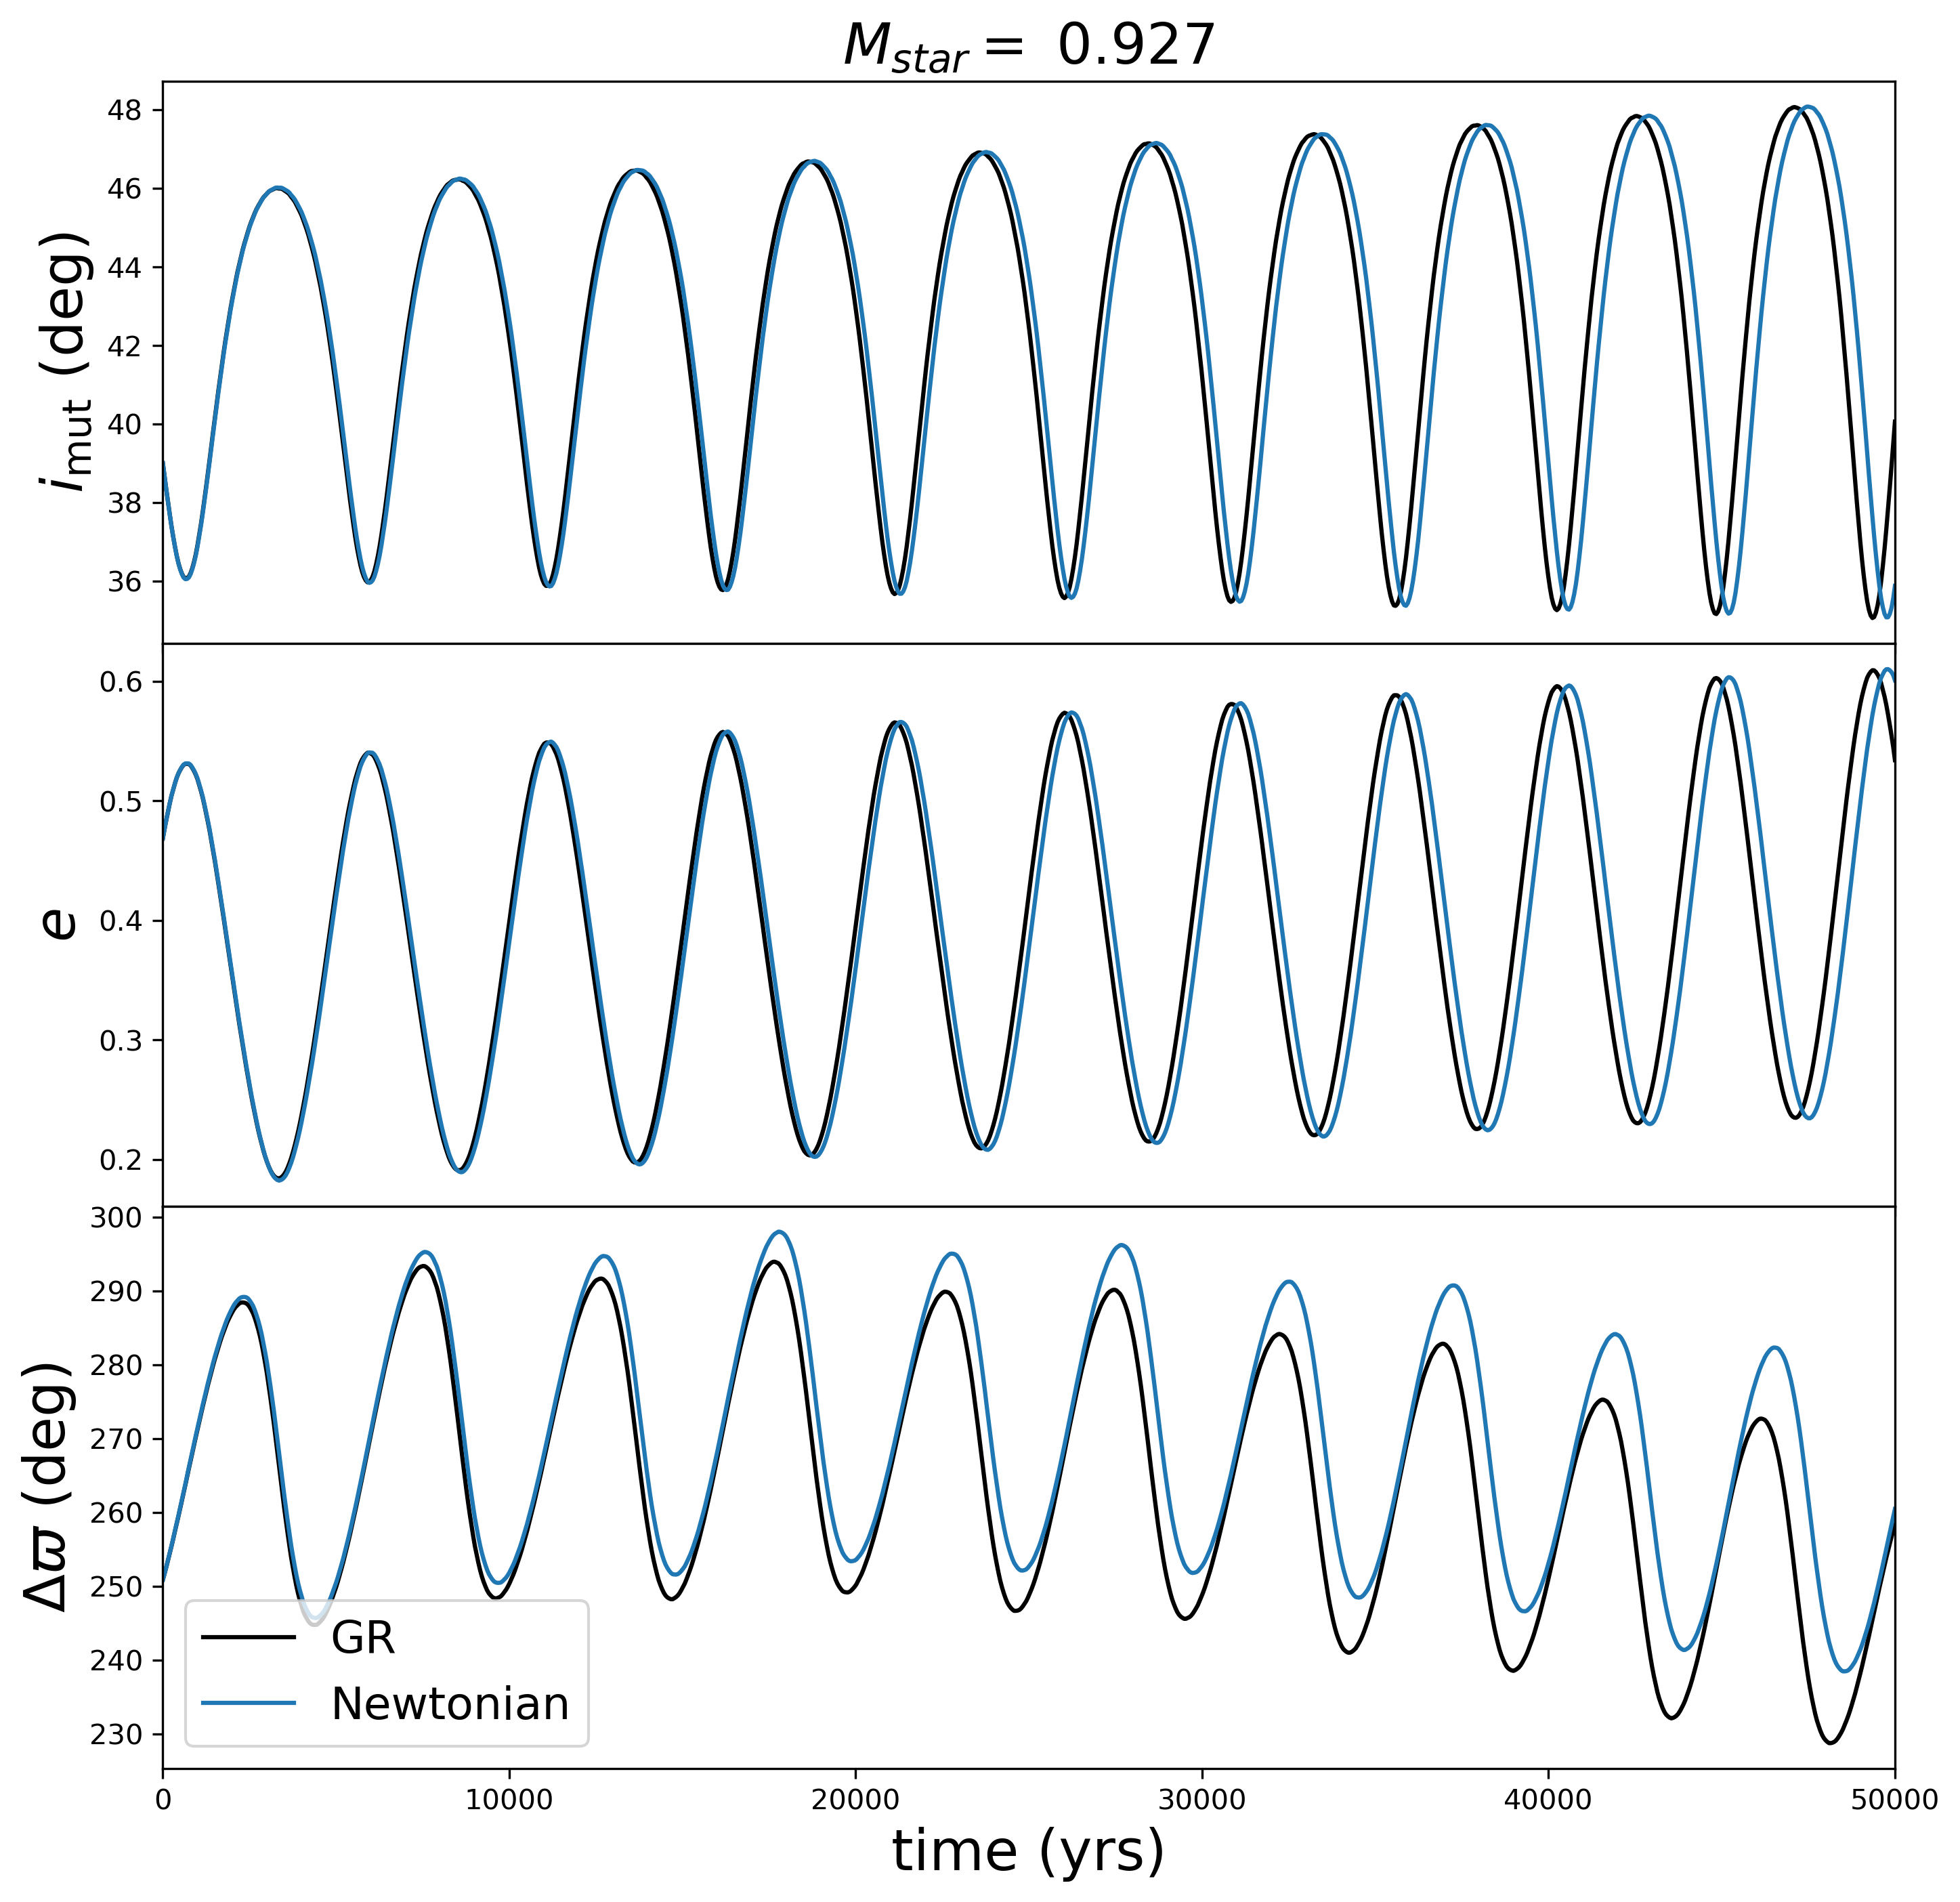 M_star = 0.927
48
46
44
42
40
38
36
i_mut (deg)
0.6
0.5
0.4
0.3
0.2
e
300
290
280
270
260
250
240
230
Δϖ (deg)
GR
Newtonian
0 10000 20000 30000 40000 50000
time (yrs)